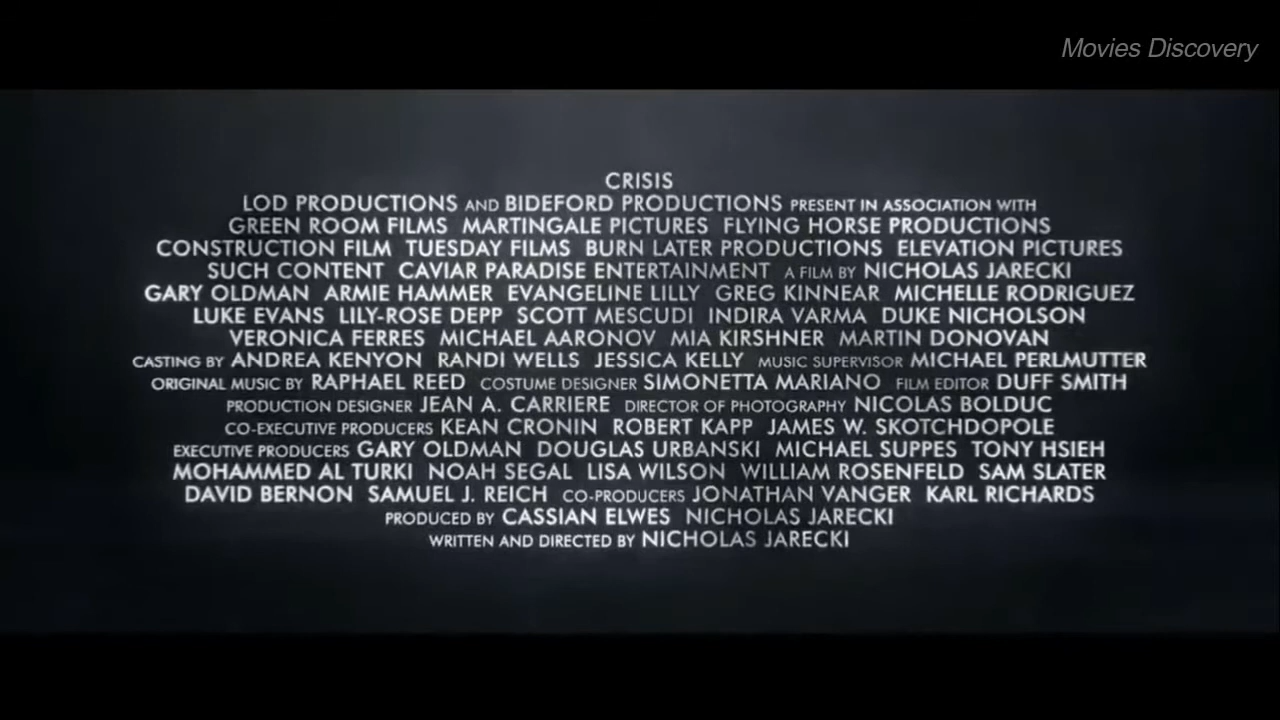 Movies Discovery
CRISIS
LOD PRODUCTIONS AND BIDEFORD PRODUCTIONS PRESENT IN ASSOCIATION WITH
GREEN ROOM FILMS MARTINGALE PICTURES FLYING HORSE PRODUCTIONS
CONSTRUCTION FILM TUESDAY FILMS BURN LATER PRODUCTIONS ELEVATION PICTURES
SUCH CONTENT CAVIAR PARADISE ENTERTAINMENT A FILM BY NICHOLAS JARECKI
GARY OLDMAN ARMIE HAMMER EVANGELINE LILLY GREG KINNEAR MICHELLE RODRIGUEZ
LUKE EVANS LILY-ROSE DEPP SCOTT MESCUDI INDIRA VARMA DUKE NICHOLSON
VERONICA FERRES MICHAEL AARONOV MIA KIRSHNER MARTIN DONOVAN
CASTING BY ANDREA KENYON RANDI WELLS JESSICA KELLY MUSIC SUPERVISOR MICHAEL PERLMUTTER
ORIGINAL MUSIC BY RAPHAEL REED COSTUME DESIGNER SIMONETTA MARIANO FILM EDITOR DUFF SMITH
PRODUCTION DESIGNER JEAN A. CARRIERE DIRECTOR OF PHOTOGRAPHY NICOLAS BOLDUC
CO-EXECUTIVE PRODUCERS KEAN CRONIN ROBERT KAPP JAMES W. SKOTCHDOPOLE
EXECUTIVE PRODUCERS GARY OLDMAN DOUGLAS URBANSKI MICHAEL SUPPES TONY HSIEH
MOHAMMED AL TURKI NOAH SEGAL LISA WILSON WILLIAM ROSENFELD SAM SLATER
DAVID BERNON SAMUEL J. REICH CO-PRODUCERS JONATHAN VANGER KARL RICHARDS
PRODUCED BY CASSIAN ELWES NICHOLAS JARECKI
WRITTEN AND DIRECTED BY NICHOLAS JARECKI